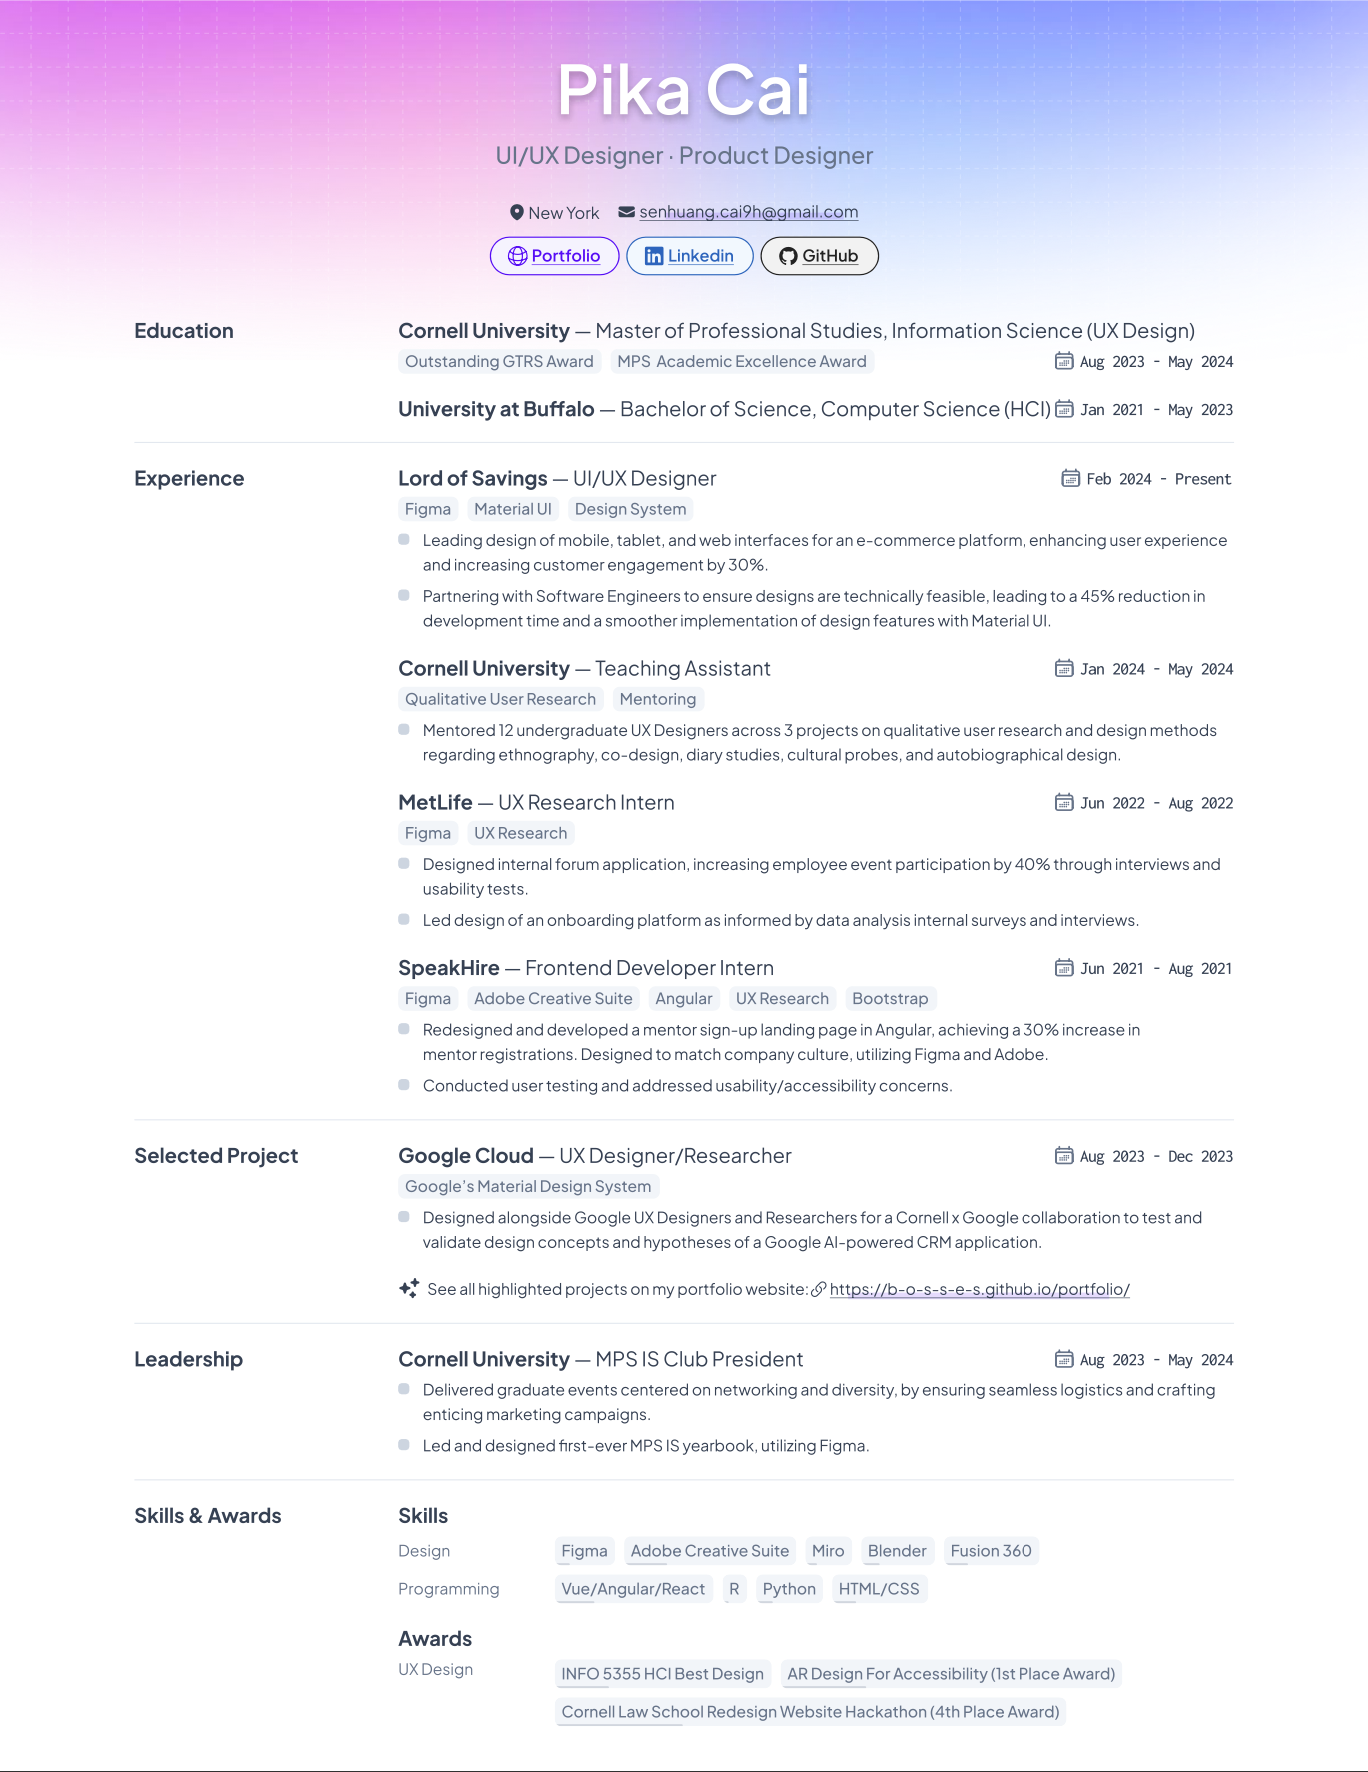 Pika Cai
UI/UX Designer · Product Designer
New York senhuang.cai9h@gmail.com
Portfolio Linkedin GitHub
Education
Cornell University — Master of Professional Studies, Information Science (UX Design)
Outstanding GTRS Award MPS Academic Excellence Award Aug 2023 - May 2024
University at Buffalo — Bachelor of Science, Computer Science (HCI) Jan 2021 - May 2023
Experience
Lord of Savings — UI/UX Designer Feb 2024 - Present
Figma Material UI Design System
Leading design of mobile, tablet, and web interfaces for an e-commerce platform, enhancing user experience
and increasing customer engagement by 30%.
Partnering with Software Engineers to ensure designs are technically feasible, leading to a 45% reduction in
development time and a smoother implementation of design features with Material UI.
Cornell University — Teaching Assistant Jan 2024 - May 2024
Qualitative User Research Mentoring
Mentored 12 undergraduate UX Designers across 3 projects on qualitative user research and design methods
regarding ethnography, co-design, diary studies, cultural probes, and autobiographical design.
MetLife — UX Research Intern Jun 2022 - Aug 2022
Figma UX Research
Designed internal forum application, increasing employee event participation by 40% through interviews and
usability tests.
Led design of an onboarding platform as informed by data analysis internal surveys and interviews.
SpeakHire — Frontend Developer Intern Jun 2021 - Aug 2021
Figma Adobe Creative Suite Angular UX Research Bootstrap
Redesigned and developed a mentor sign-up landing page in Angular, achieving a 30% increase in
mentor registrations. Designed to match company culture, utilizing Figma and Adobe.
Conducted user testing and addressed usability/accessibility concerns.
Selected Project
Google Cloud — UX Designer/Researcher Aug 2023 - Dec 2023
Google's Material Design System
Designed alongside Google UX Designers and Researchers for a Cornell x Google collaboration to test and
validate design concepts and hypotheses of a Google AI-powered CRM application.
See all highlighted projects on my portfolio website: https://b-o-s-s-e-s.github.io/portfolio/
Leadership
Cornell University — MPS IS Club President Aug 2023 - May 2024
Delivered graduate events centered on networking and diversity, by ensuring seamless logistics and crafting
enticing marketing campaigns.
Led and designed first-ever MPS IS yearbook, utilizing Figma.
Skills & Awards
Skills
Design Figma Adobe Creative Suite Miro Blender Fusion 360
Programming Vue/Angular/React R Python HTML/CSS
Awards
UX Design INFO 5355 HCI Best Design AR Design For Accessibility (1st Place Award)
Cornell Law School Redesign Website Hackathon (4th Place Award)